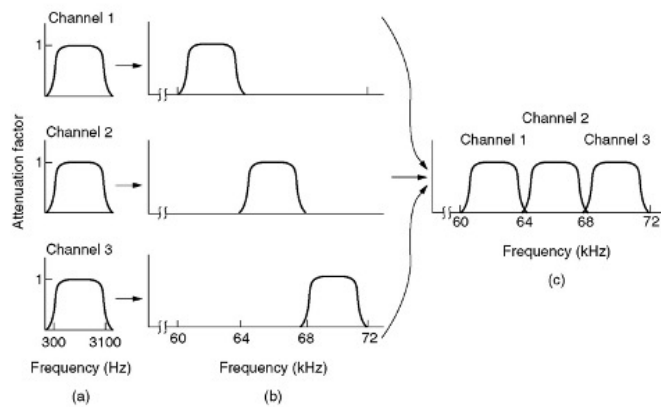 Channel 1
1
Attenuation factor
Channel 2
1
Channel 3
1
300 3100
Frequency (Hz)
(a)
60 64 68 72
Frequency (kHz)
(b)
Channel 2
Channel 1 Channel 3
60 64 68 72
Frequency (kHz)
(c)